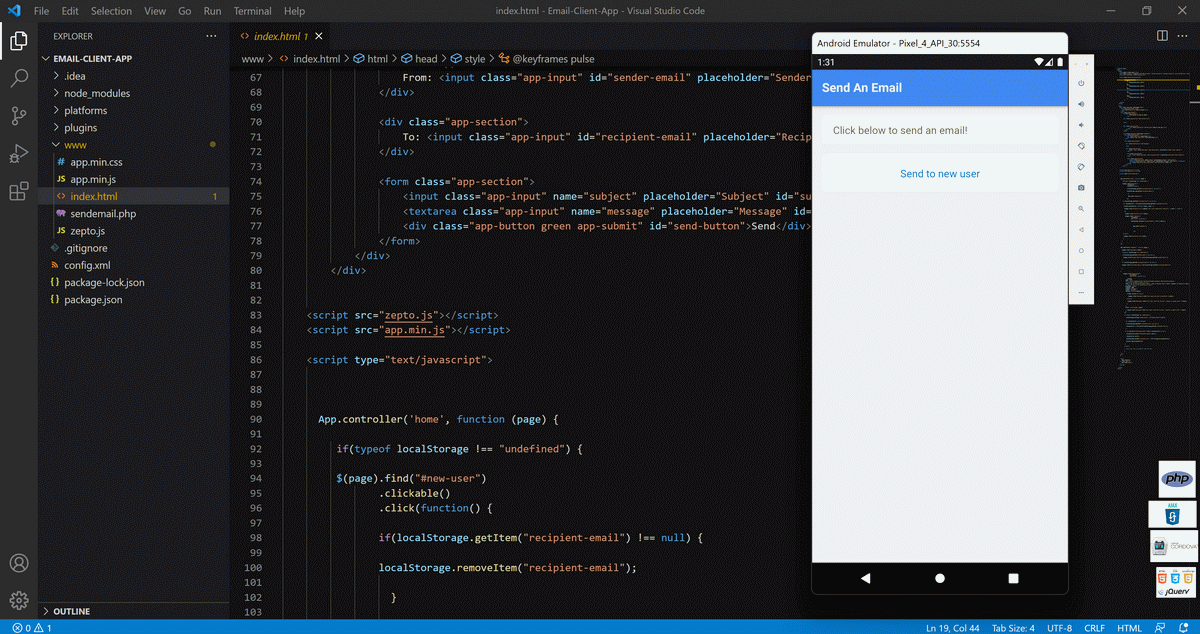 File Edit Selection View Go Run Terminal Help
index.html - Email-Client-App - Visual Studio Code
EXPLORER
EMAIL-CLIENT-APP
.idea
node_modules
platforms
plugins
www
app.min.css
JS app.min.js
index.html 1
sendemail.php
JS zepto.js
.gitignore
config.xml
package-lock.json
package.json
OUTLINE
index.html 1
www > index.html > html > head > style > @keyframes pulse
67 From: <input class="app-input" id="sender-email" placeholder="Sender
68 </div>
69
70 <div class="app-section">
71 To: <input class="app-input" id="recipient-email" placeholder="Recip
72 </div>
73
74 <form class="app-section">
75 <input class="app-input" name="subject" placeholder="Subject" id="su
76 <textarea class="app-input" name="message" placeholder="Message" id=
77 <div class="app-button green app-submit" id="send-button">Send</div>
78 </form>
79 </div>
80 </div>
81
82
83 <script src="zepto.js"></script>
84 <script src="app.min.js"></script>
85
86 <script type="text/javascript">
87
88
89
90 App.controller('home', function (page) {
91
92 if(typeof localStorage !== "undefined") {
93
94 $(page).find("#new-user")
95 .clickable()
96 .click(function() {
97
98 if(localStorage.getItem("recipient-email") !== null) {
99
100 localStorage.removeItem("recipient-email");
101
102 }
103
Android Emulator - Pixel_4_API_30:5554
1:31
Send An Email
Click below to send an email!
Send to new user
php
jQuery
0 1
Ln 19, Col 44 Tab Size: 4 UTF-8 CRLF HTML